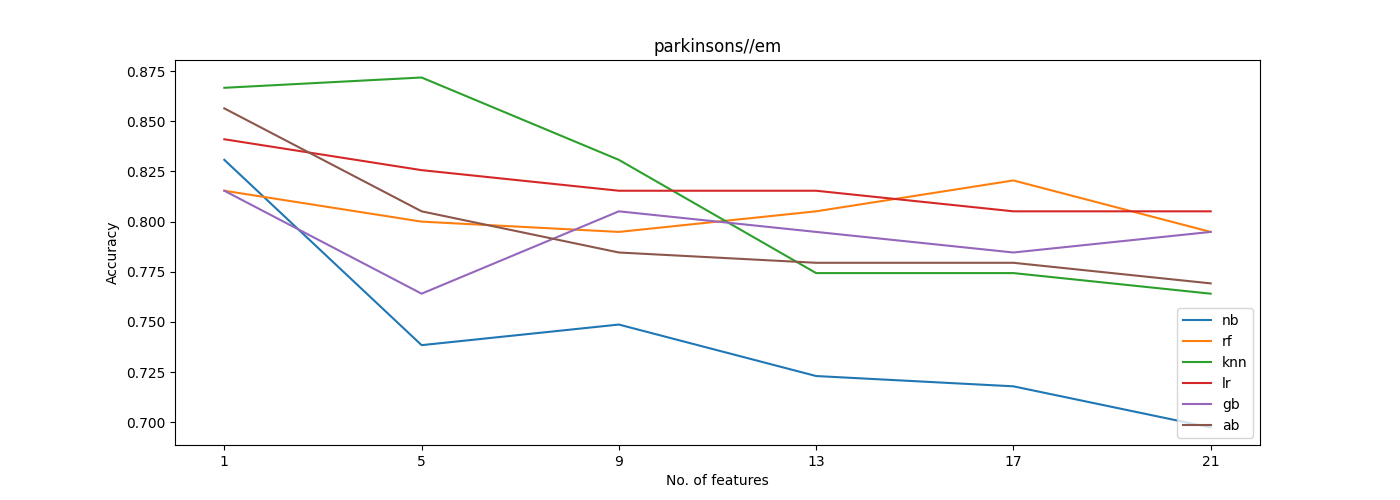 parkinsons//em
Accuracy
0.875
0.850
0.825
0.800
0.775
0.750
0.725
0.700
nb
rf
knn
lr
gb
ab
1 5 9 13 17 21
No. of features